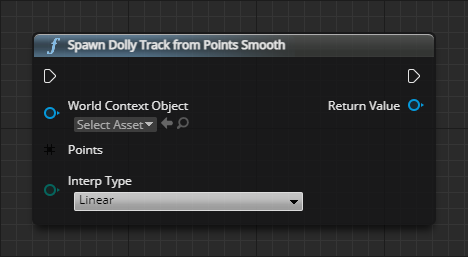 Spawn Dolly Track from Points Smooth
World Context Object
Return Value
Select Asset
Points
Interp Type
Linear